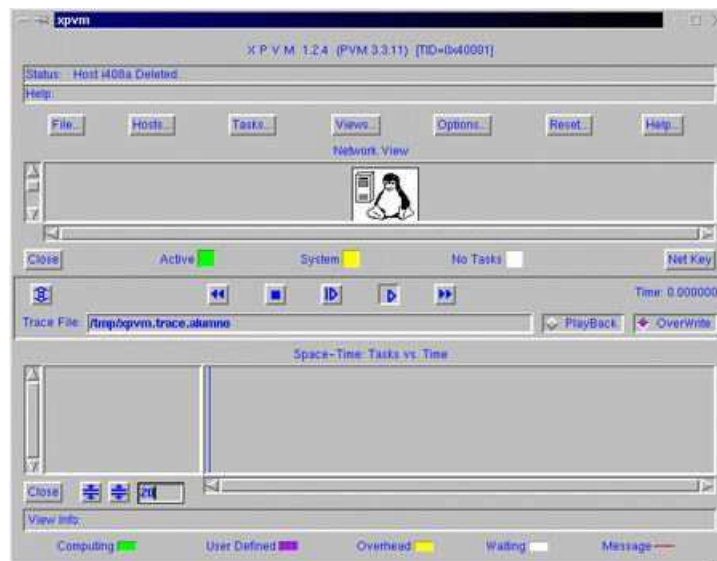 xpvm
X P V M 1.2.4 (PVM 3.3.11) [TID=0x40001]
Status: Host i408a Deleted.
Help:
File... Hosts... Tasks... Views... Options... Reset... Help...
Network View
Close Active System No Tasks Net Key
Time: 0.000000
Trace File: /tmp/xpvm.trace.alumno PlayBack OverWrite
Space-Time: Tasks vs. Time
Close 20
View Info:
Computing User Defined Overhead Waiting Message